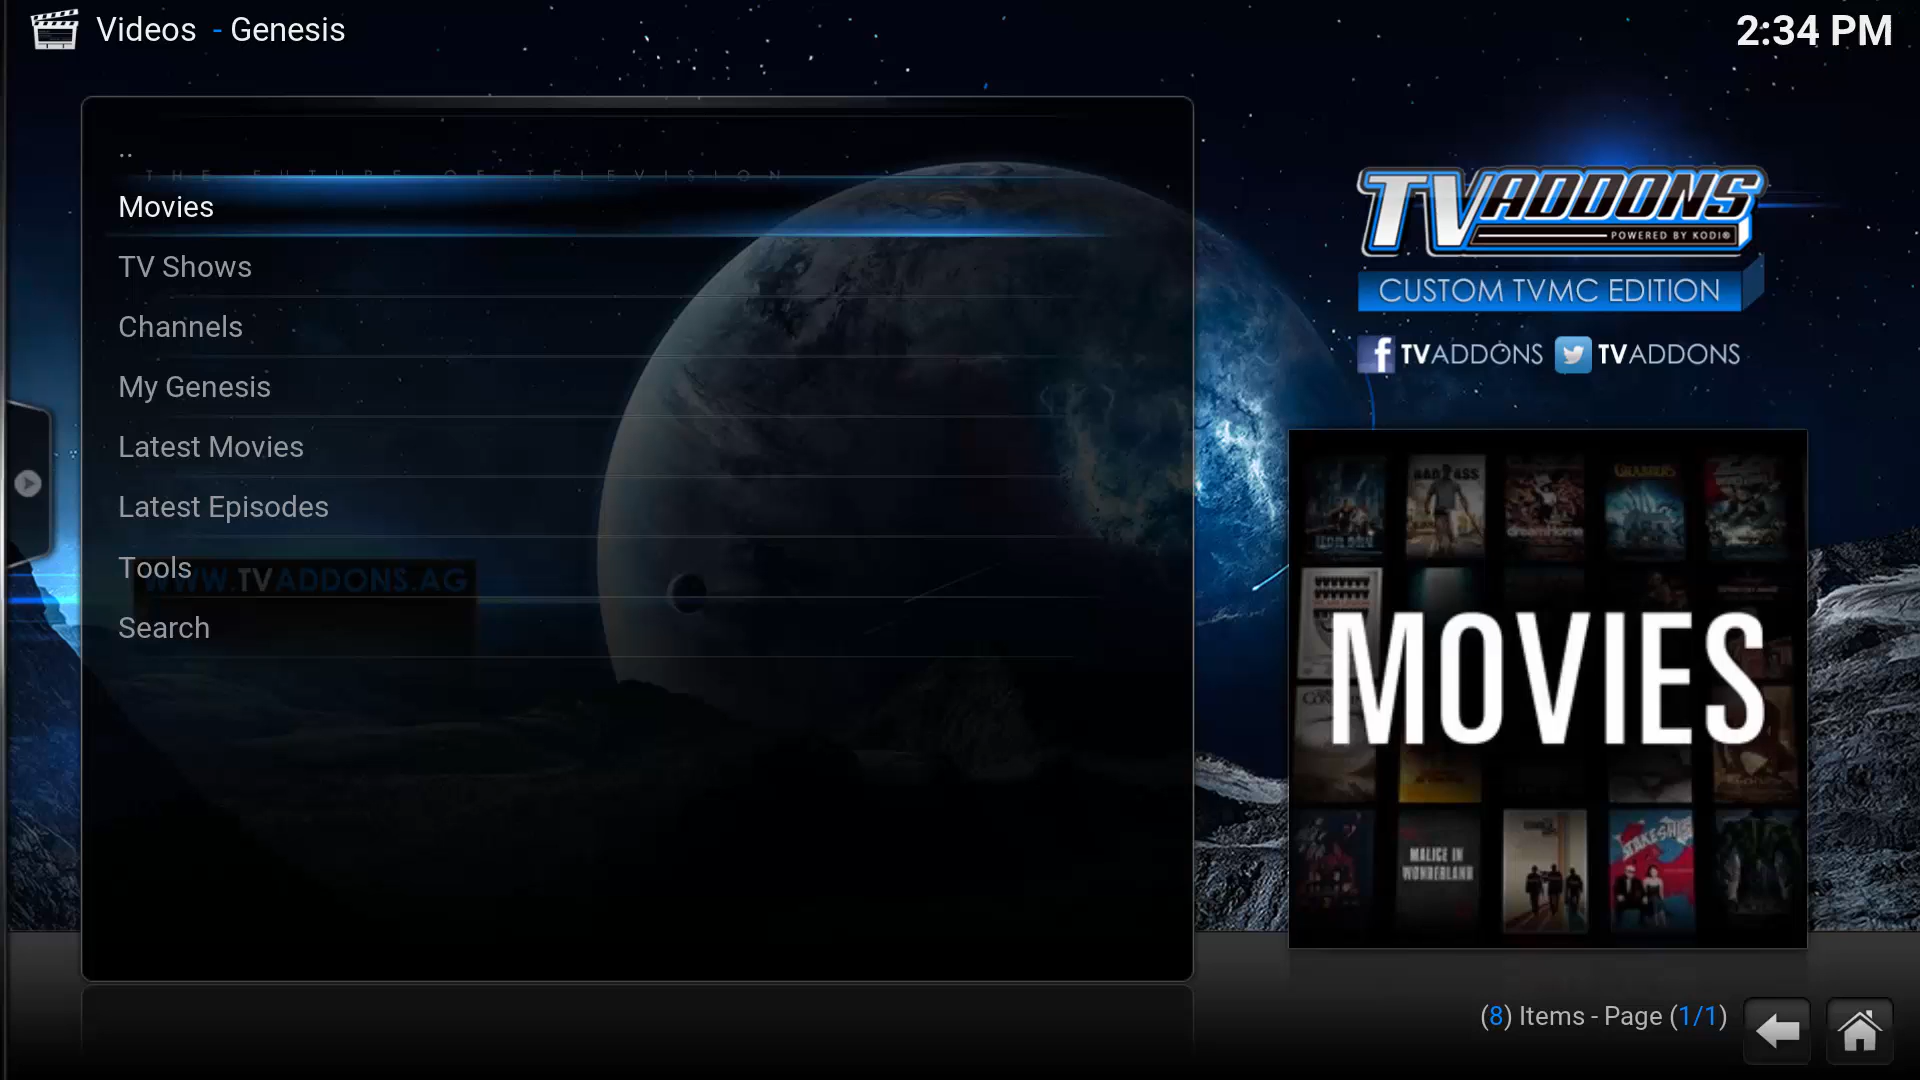 Videos - Genesis
2:34 PM
..
THE FUTURE OF TELEVISION
Movies
TV Shows
Channels
My Genesis
Latest Movies
Latest Episodes
Tools
WWW.TVADDONS.AG
Search
TVADDONS
POWERED BY KODI®
CUSTOM TVMC EDITION
f TVADDONS TVADDONS
MOVIES
MALICE IN
WONDERLAND
(8) Items - Page (1/1)